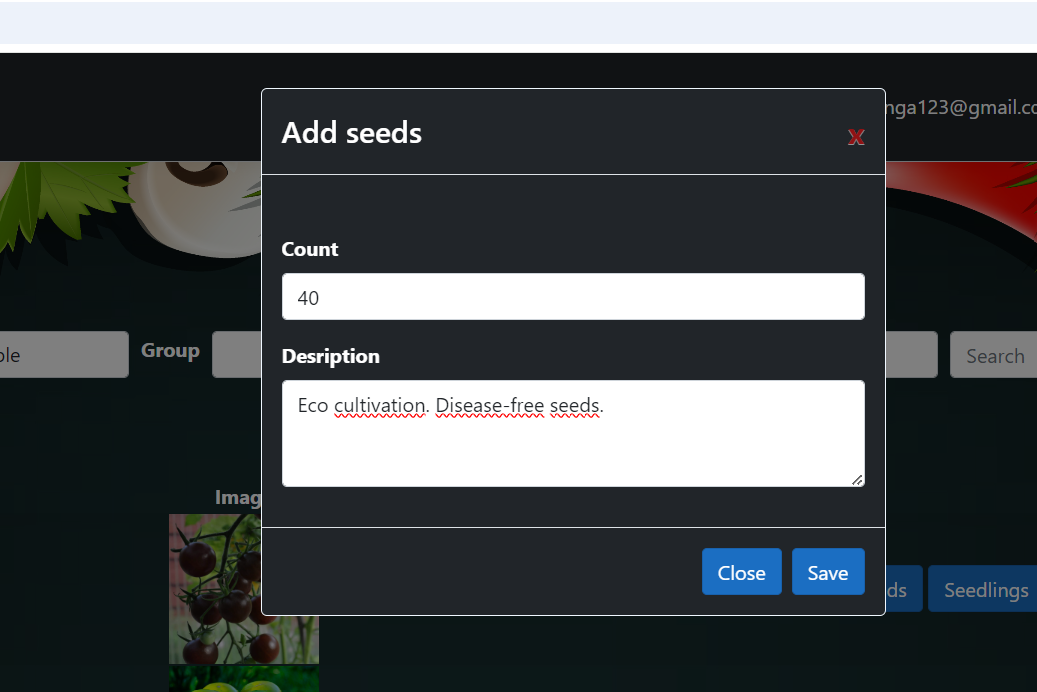 Add seeds
X
nga123@gmail.co
Count
40
Desription
Eco cultivation. Disease-free seeds.
ole
Group
Search
Imag
Close
Save
ds
Seedlings